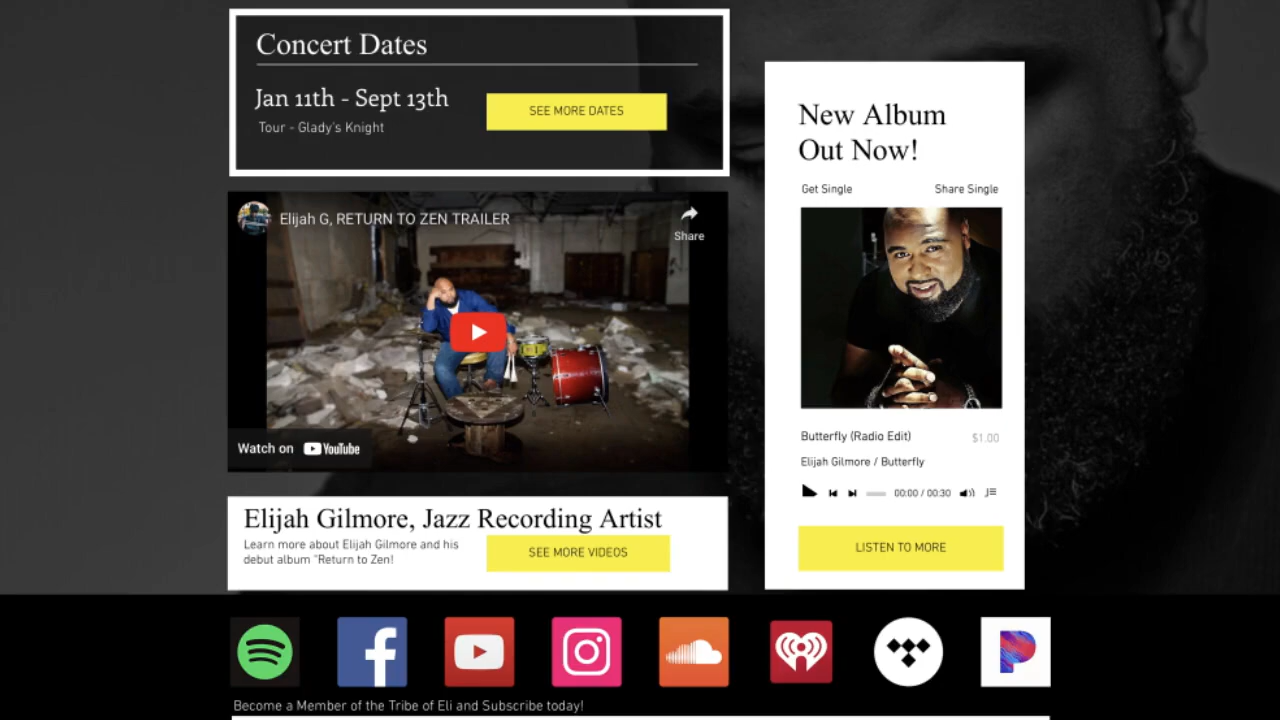 Concert Dates
Jan 11th - Sept 13th
Tour - Glady's Knight
SEE MORE DATES
Elijah G, RETURN TO ZEN TRAILER
Share
Watch on YouTube
Elijah Gilmore, Jazz Recording Artist
Learn more about Elijah Gilmore and his
debut album "Return to Zen!
SEE MORE VIDEOS
New Album
Out Now!
Get Single Share Single
Butterfly (Radio Edit) $1.00
Elijah Gilmore / Butterfly
00:00 / 00:30
LISTEN TO MORE
Become a Member of the Tribe of Eli and Subscribe today!